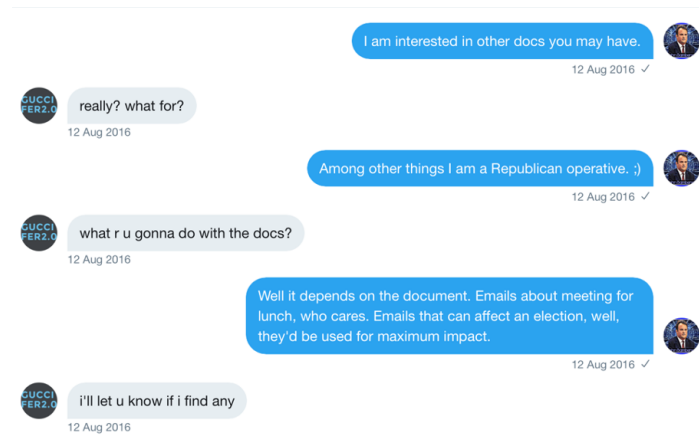 I am interested in other docs you may have.
12 Aug 2016 ✓
GUCCI
FER2.0
really? what for?
12 Aug 2016
Among other things I am a Republican operative. ;)
12 Aug 2016 ✓
GUCCI
FER2.0
what r u gonna do with the docs?
12 Aug 2016
Well it depends on the document. Emails about meeting for
lunch, who cares. Emails that can affect an election, well,
they'd be used for maximum impact.
12 Aug 2016 ✓
GUCCI
FER2.0
i'll let u know if i find any
12 Aug 2016